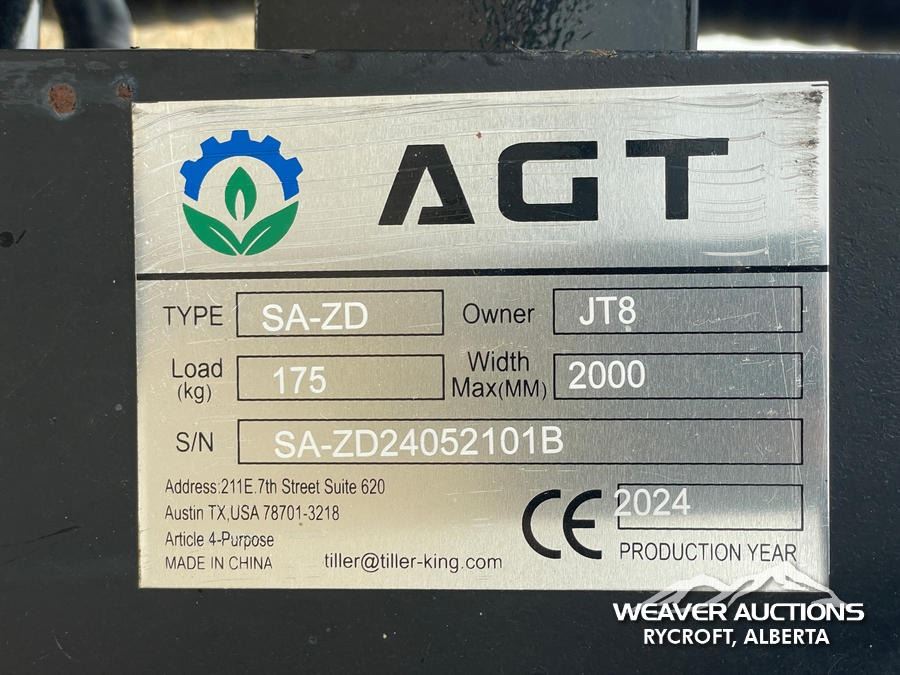 AGT
TYPE SA-ZD Owner JT8
Load (kg) 175 Width Max(MM) 2000
S/N SA-ZD24052101B
Address:211E.7th Street Suite 620
Austin TX,USA 78701-3218
Article 4-Purpose
MADE IN CHINA tiller@tiller-king.com
CE 2024
PRODUCTION YEAR
WEAVER AUCTIONS
RYCROFT, ALBERTA